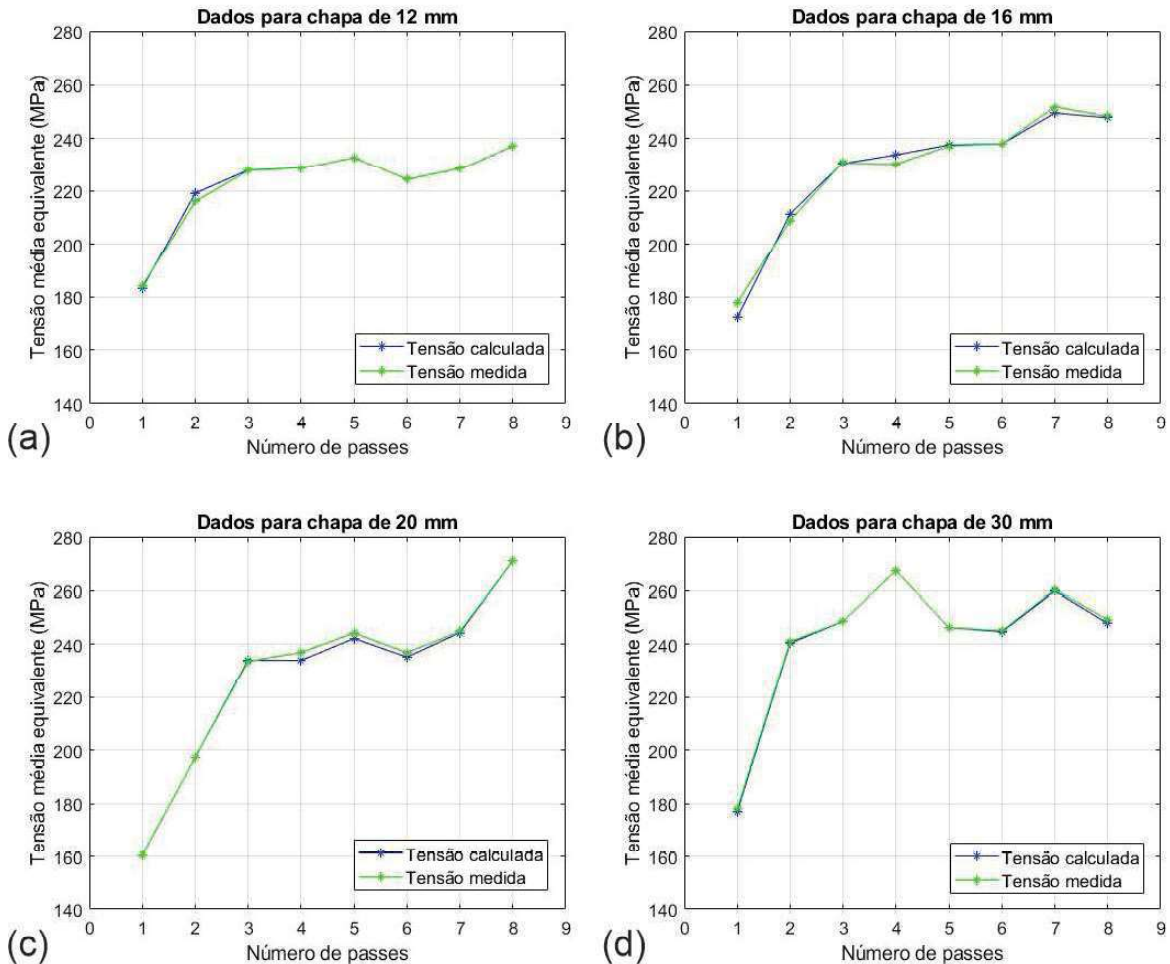 Dados para chapa de 12 mm
280
260
240
220
200
180
160
140
Tensão média equivalente (MPa)
Tensão calculada
Tensão medida
0 1 2 3 4 5 6 7 8 9
Número de passes
(a)
Dados para chapa de 16 mm
280
260
240
220
200
180
160
140
Tensão média equivalente (MPa)
Tensão calculada
Tensão medida
0 1 2 3 4 5 6 7 8 9
Número de passes
(b)
Dados para chapa de 20 mm
280
260
240
220
200
180
160
140
Tensão média equivalente (MPa)
Tensão calculada
Tensão medida
0 1 2 3 4 5 6 7 8 9
Número de passes
(c)
Dados para chapa de 30 mm
280
260
240
220
200
180
160
140
Tensão média equivalente (MPa)
Tensão calculada
Tensão medida
0 1 2 3 4 5 6 7 8 9
Número de passes
(d)